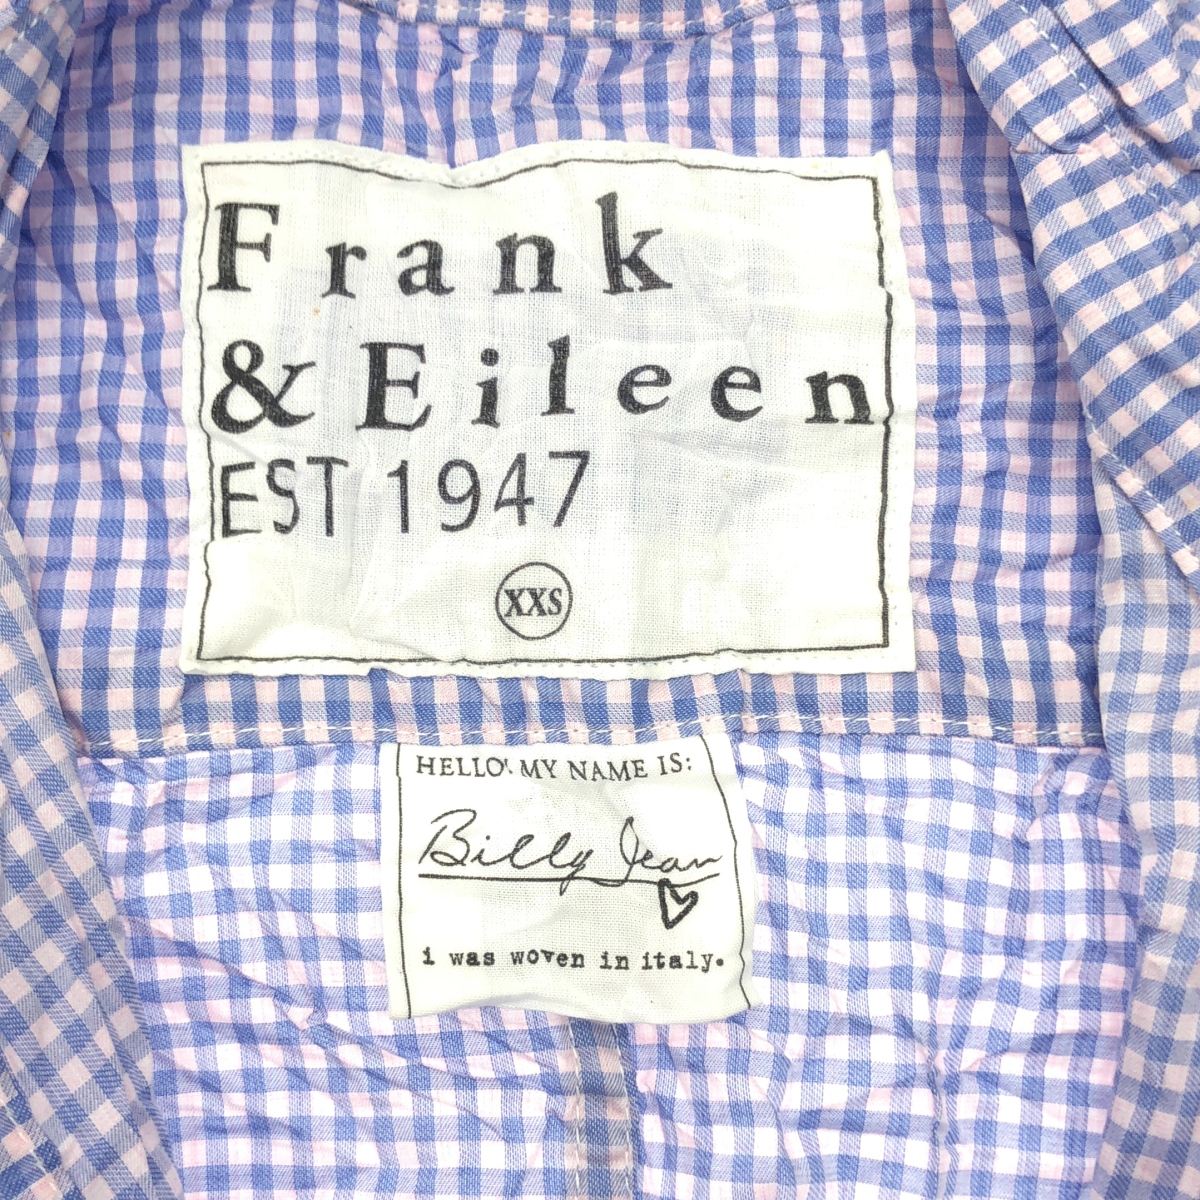 Frank
& Eileen
EST 1947
XXS
HELLO! MY NAME IS:
Billy Jean
i was woven in italy.